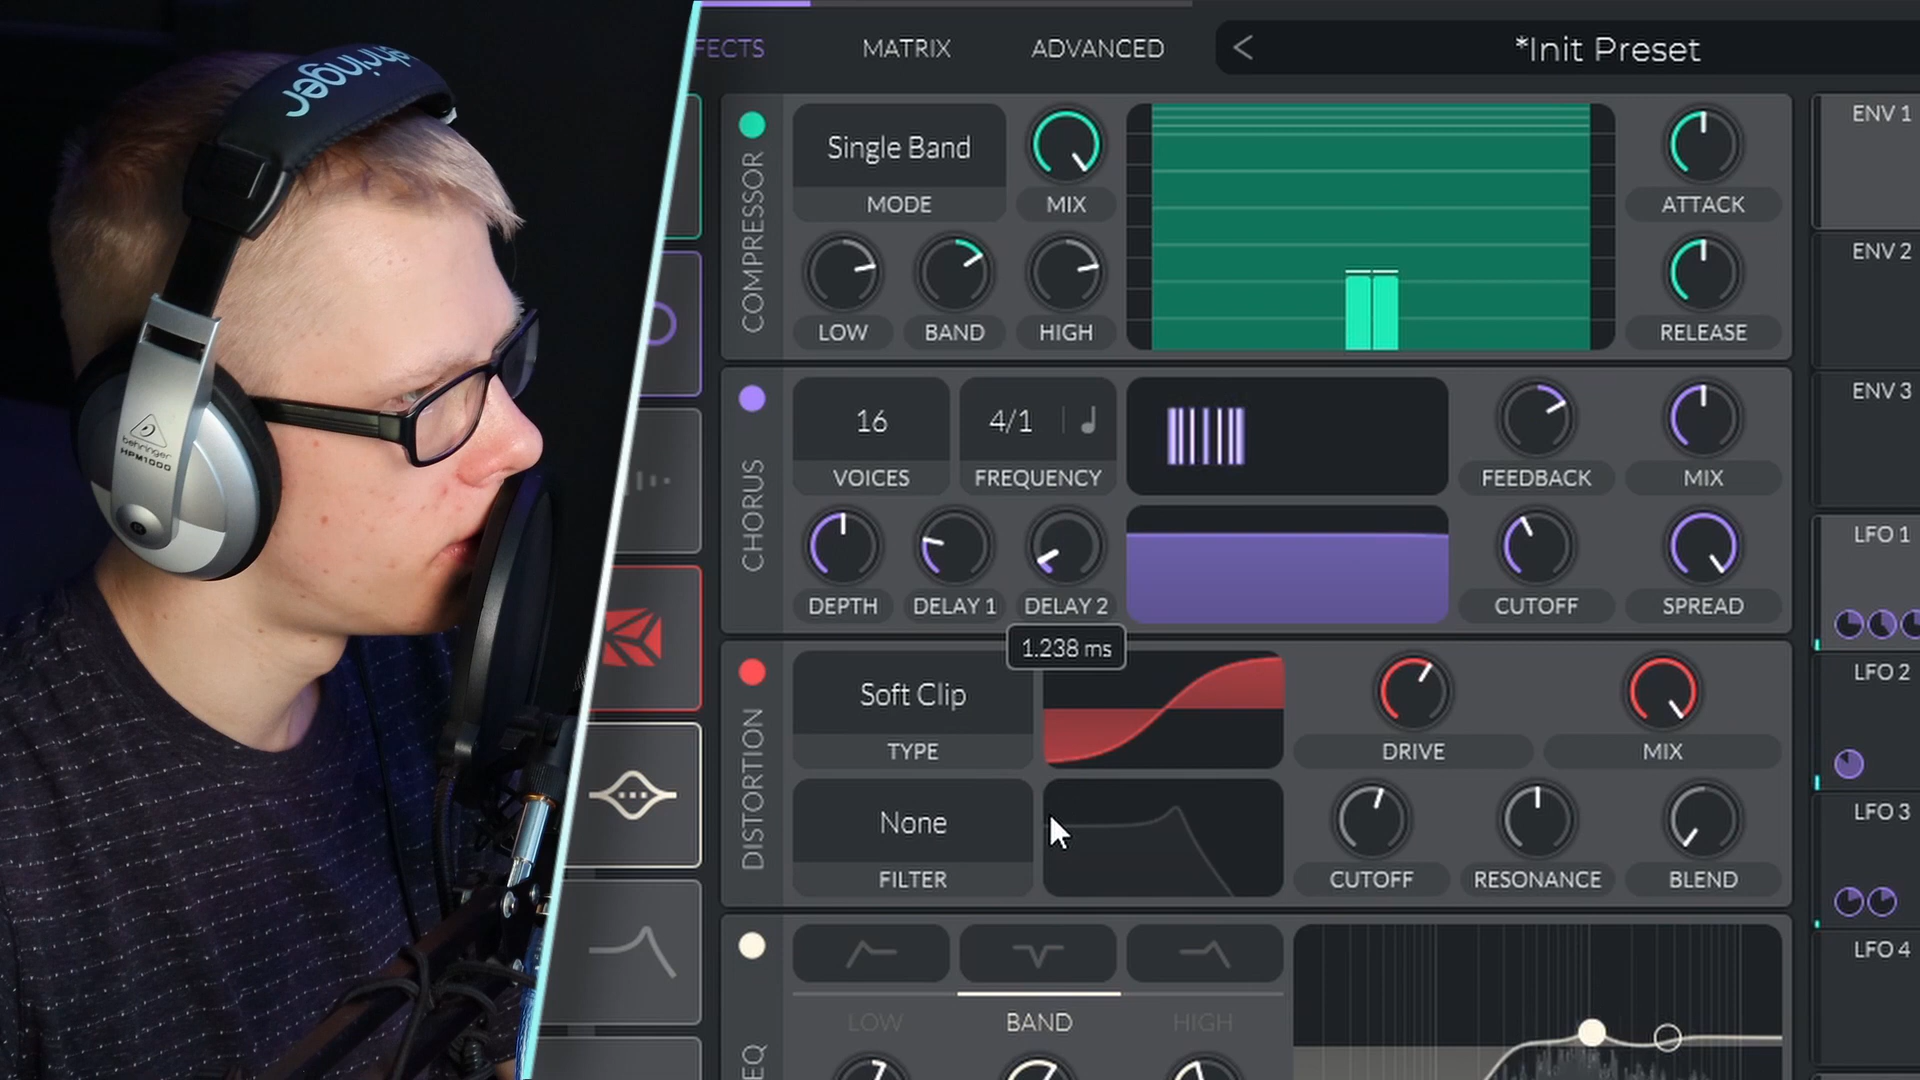 behringer
behringer
HPM1000
FECTS
MATRIX
ADVANCED
*Init Preset
COMPRESSOR
Single Band
MODE
MIX
LOW
BAND
HIGH
ATTACK
RELEASE
CHORUS
16
VOICES
4/1
FREQUENCY
DEPTH
DELAY 1
DELAY 2
FEEDBACK
MIX
CUTOFF
SPREAD
1.238 ms
DISTORTION
Soft Clip
TYPE
None
FILTER
DRIVE
MIX
CUTOFF
RESONANCE
BLEND
EQ
LOW
BAND
HIGH
ENV 1
ENV 2
ENV 3
LFO 1
LFO 2
LFO 3
LFO 4